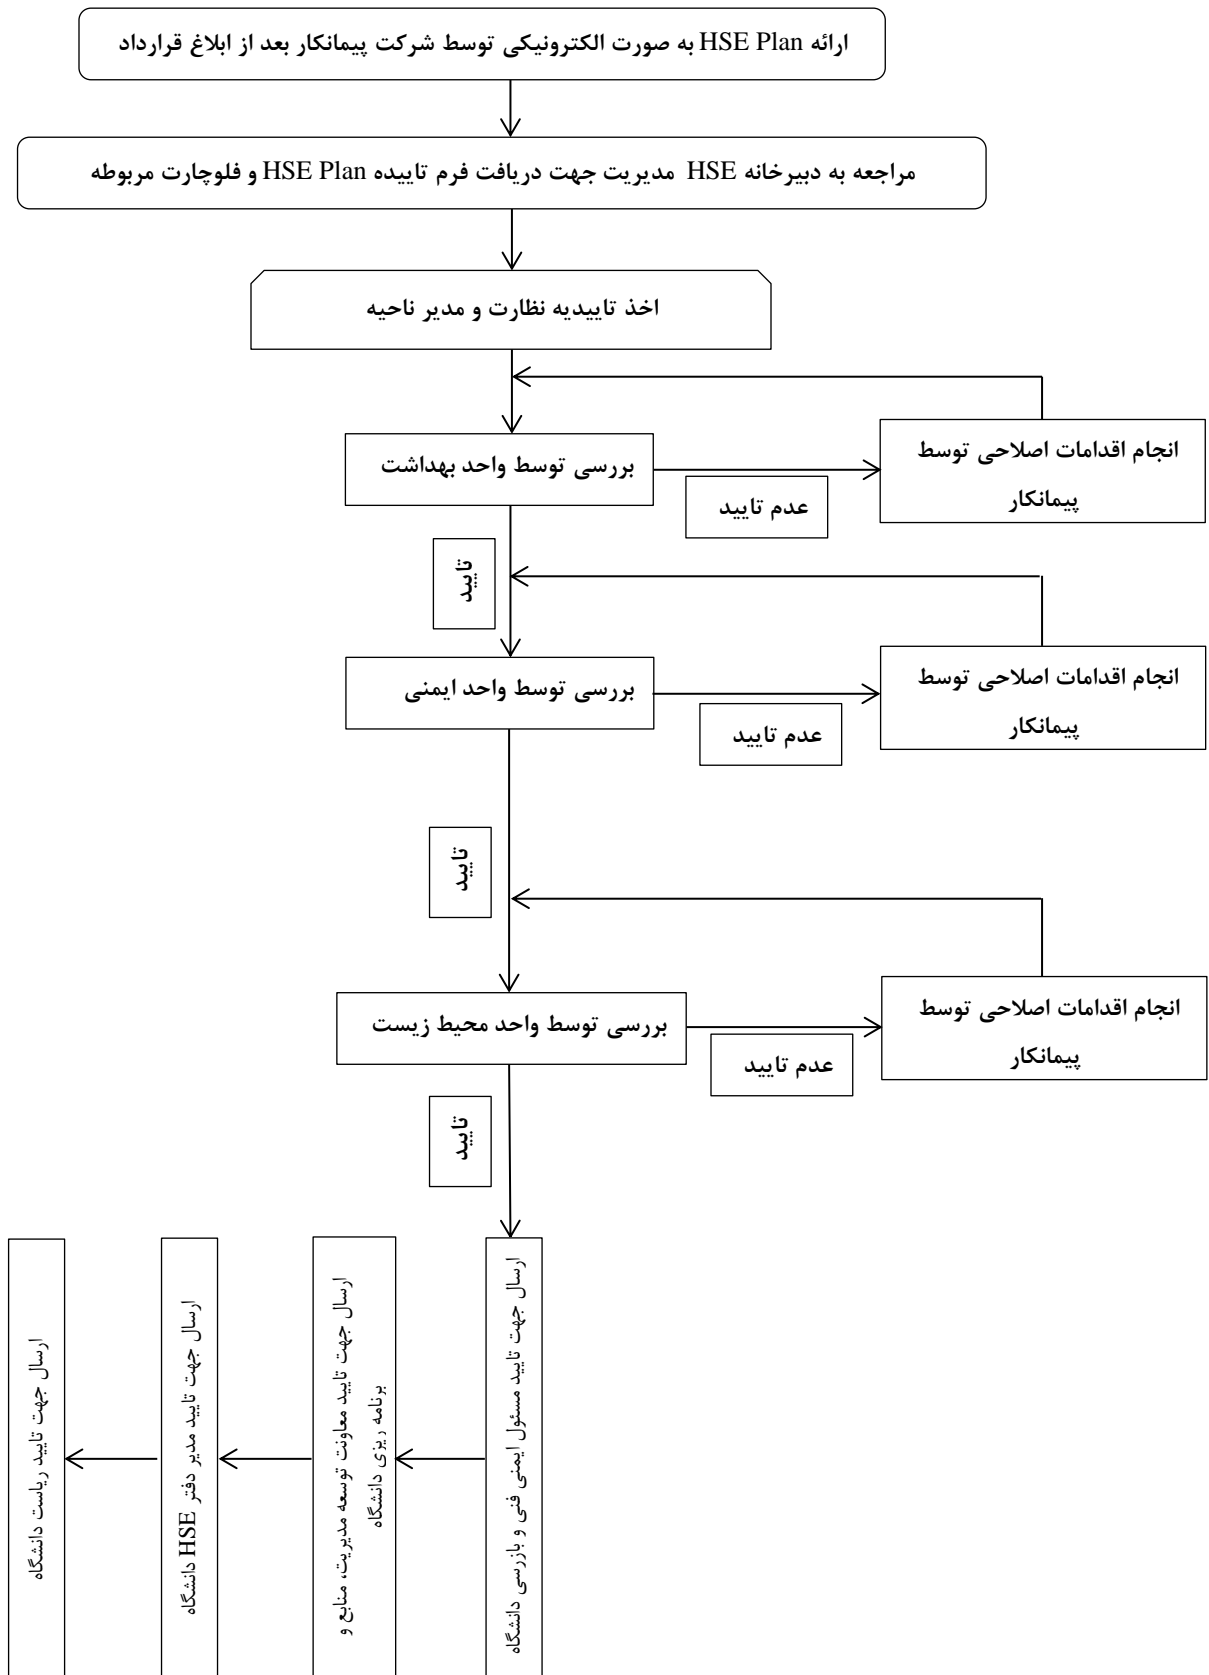 ارائه HSE Plan به صورت الکترونیکی توسط شرکت پیمانکار بعد از ابلاغ قرارداد
مراجعه به دبیرخانه HSE مدیریت جهت دریافت فرم تاییده HSE Plan و فلوچارت مربوطه
اخذ تاییدیه نظارت و مدیر ناحیه
بررسی توسط واحد بهداشت
عدم تایید
انجام اقدامات اصلاحی توسط
پیمانکار
تایید
بررسی توسط واحد ایمنی
عدم تایید
انجام اقدامات اصلاحی توسط
پیمانکار
تایید
بررسی توسط واحد محیط زیست
عدم تایید
انجام اقدامات اصلاحی توسط
پیمانکار
تایید
ارسال جهت تایید مسئول ایمنی فنی و بازرسی دانشگاه
ارسال جهت تایید معاونت توسعه مدیریت، منابع و
برنامه ریزی دانشگاه
ارسال جهت تایید مدیر دفتر HSE دانشگاه
ارسال جهت تایید ریاست دانشگاه